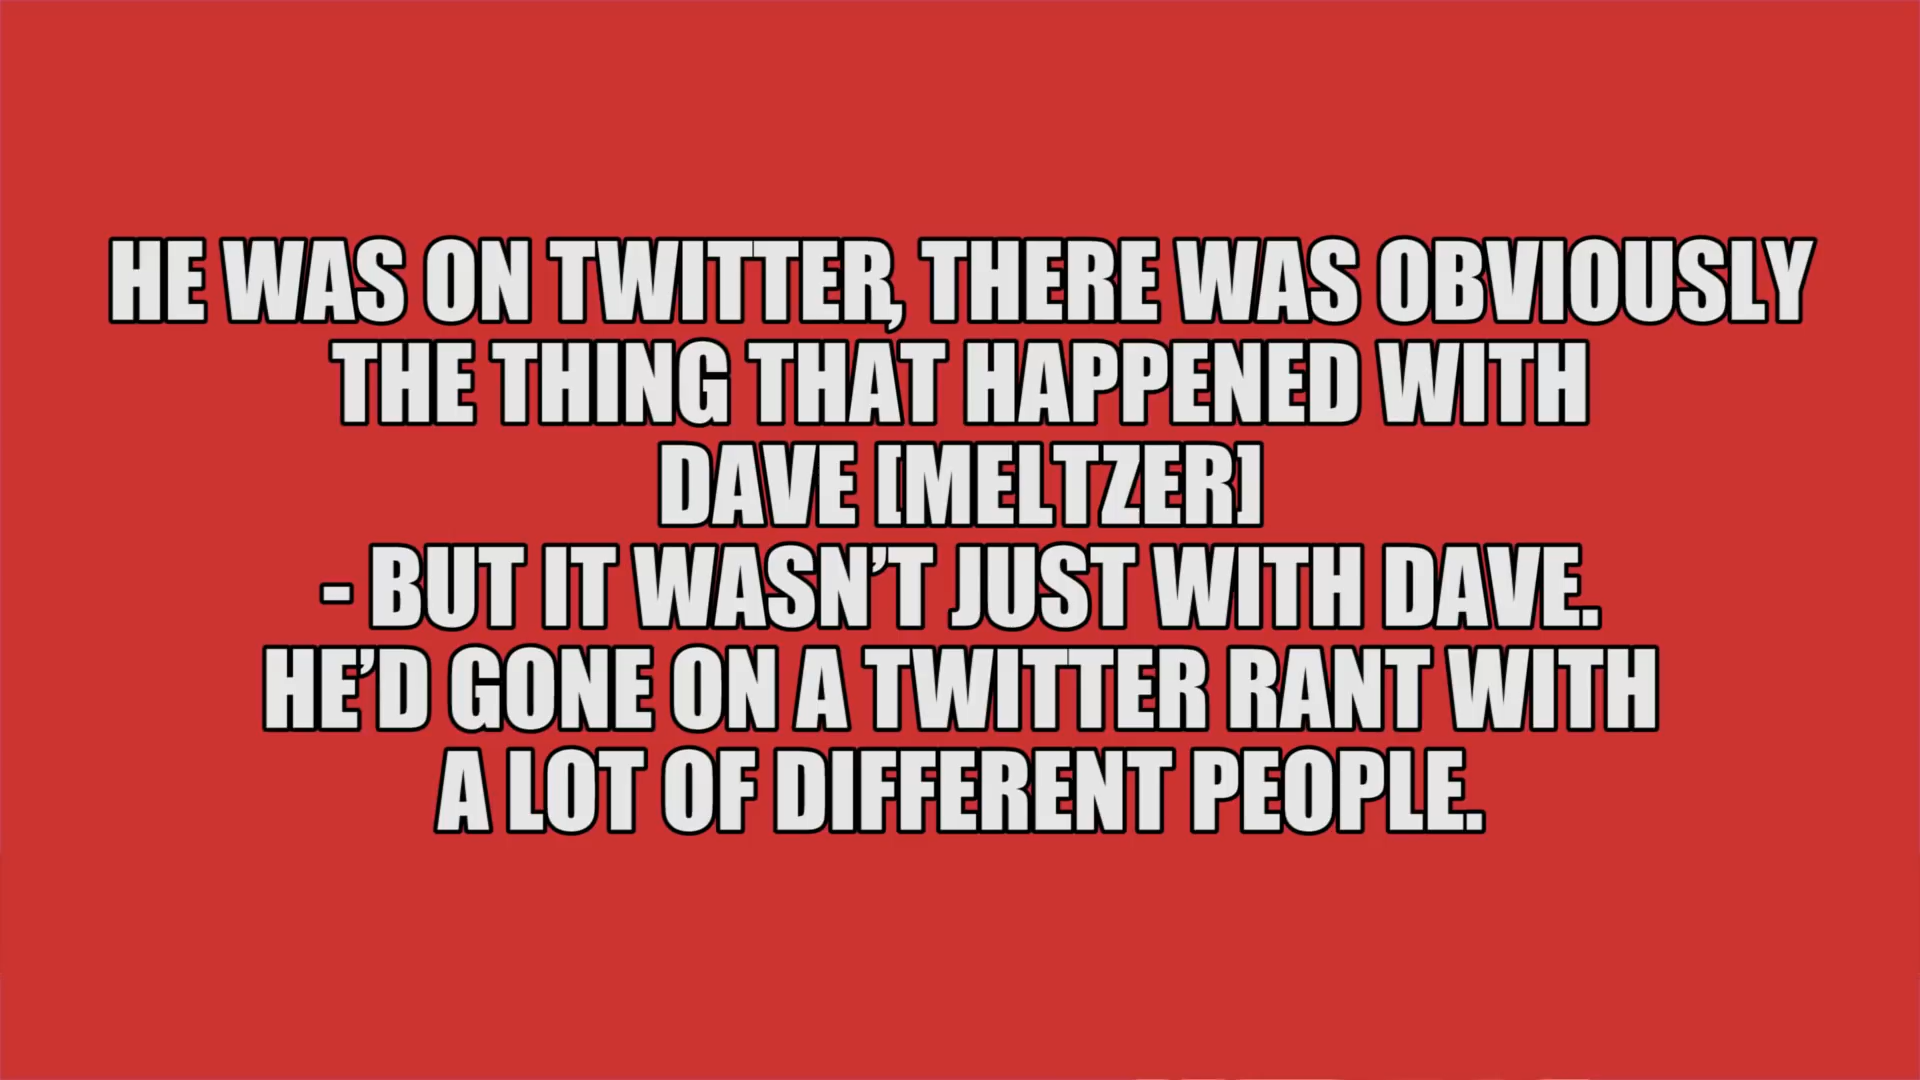 HE WAS ON TWITTER, THERE WAS OBVIOUSLY
THE THING THAT HAPPENED WITH
DAVE [MELTZER]
- BUT IT WASN’T JUST WITH DAVE.
HE’D GONE ON A TWITTER RANT WITH
A LOT OF DIFFERENT PEOPLE.